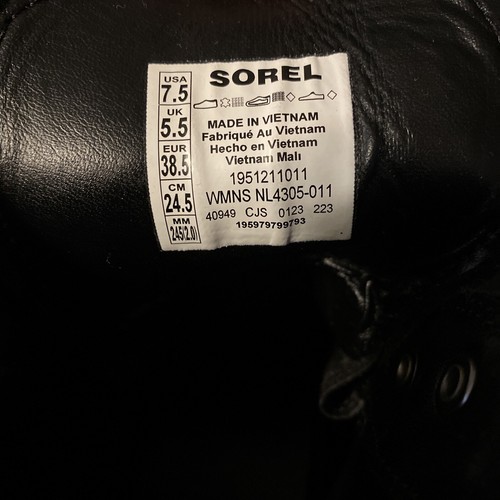 USA
7.5
UK
5.5
EUR
38.5
CM
24.5
MM
245(2.0)
SOREL
MADE IN VIETNAM
Fabriqué Au Vietnam
Hecho en Vietnam
Vietnam Malı
1951211011
WMNS NL4305-011
40949 CJS 0123 223
195979799793